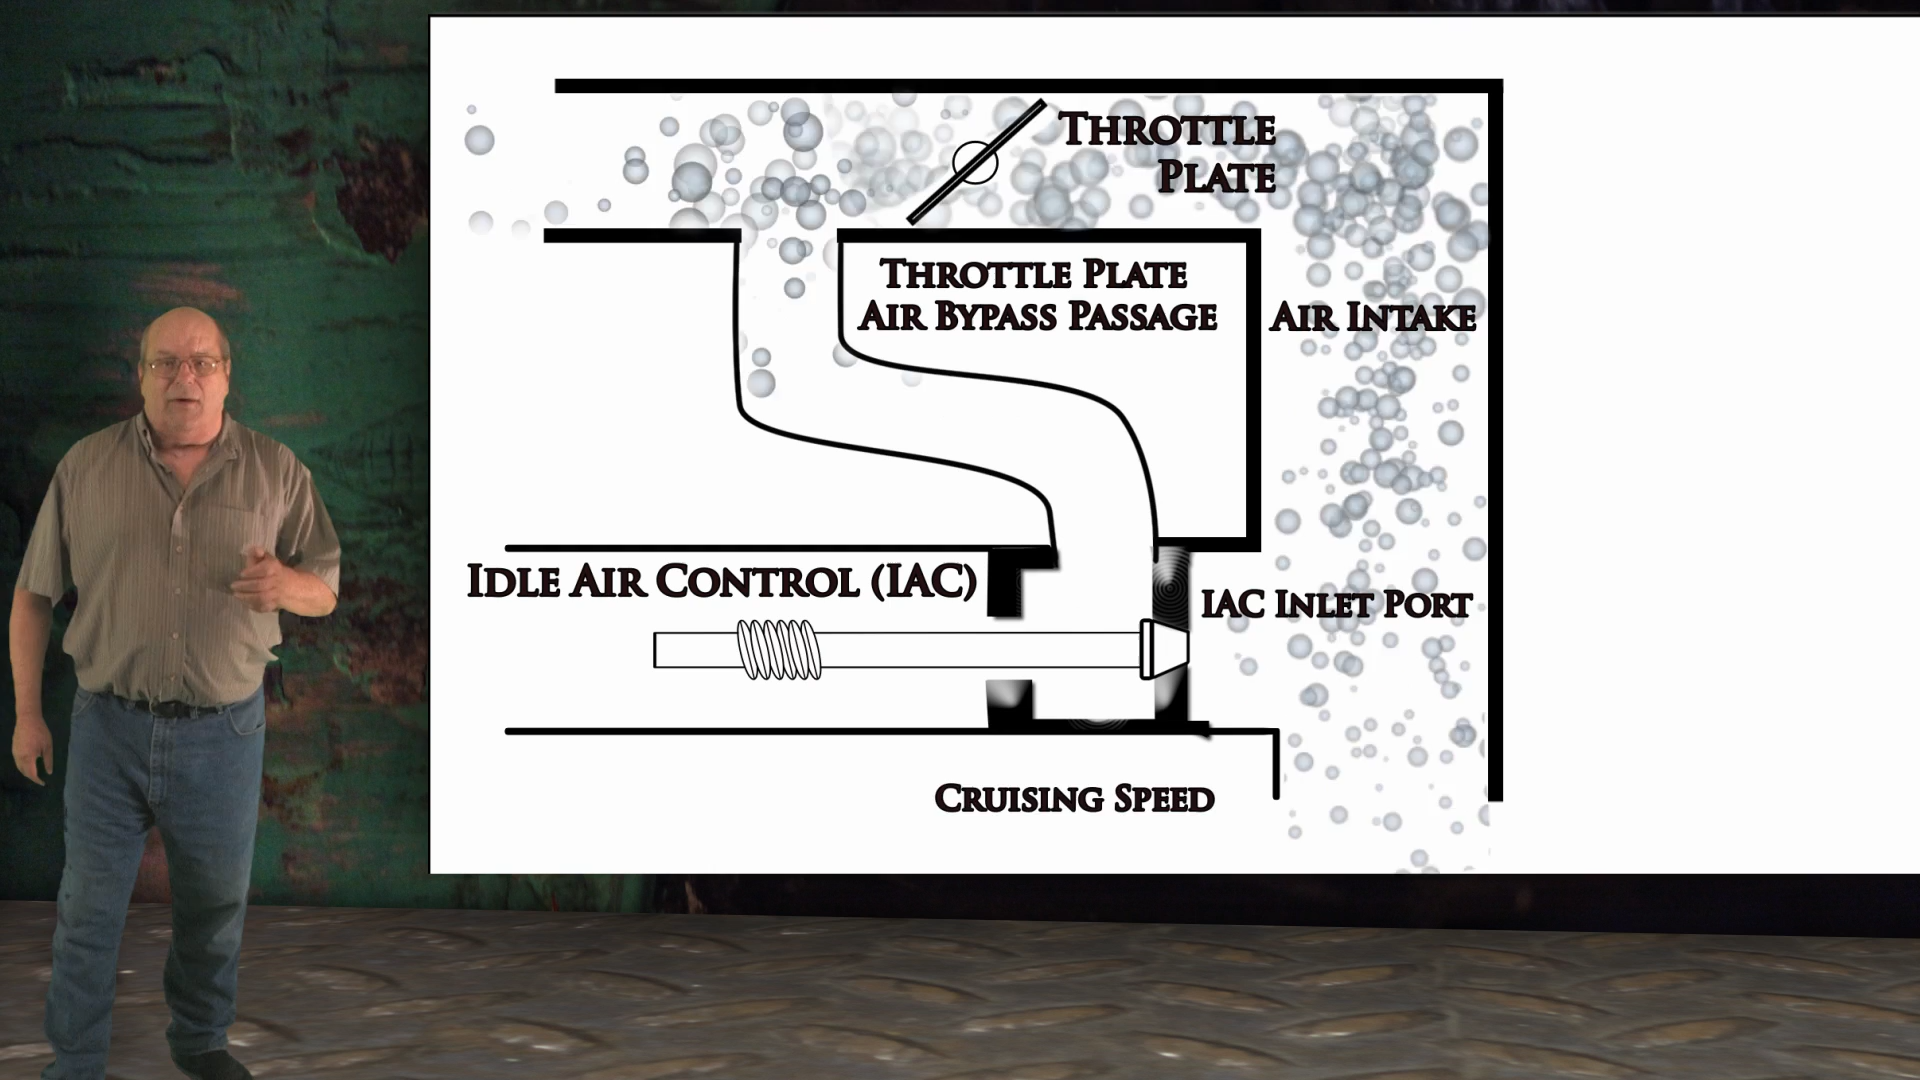 Throttle
Plate
Throttle Plate
Air Bypass Passage
Air Intake
Idle Air Control (IAC)
IAC Inlet Port
Cruising Speed